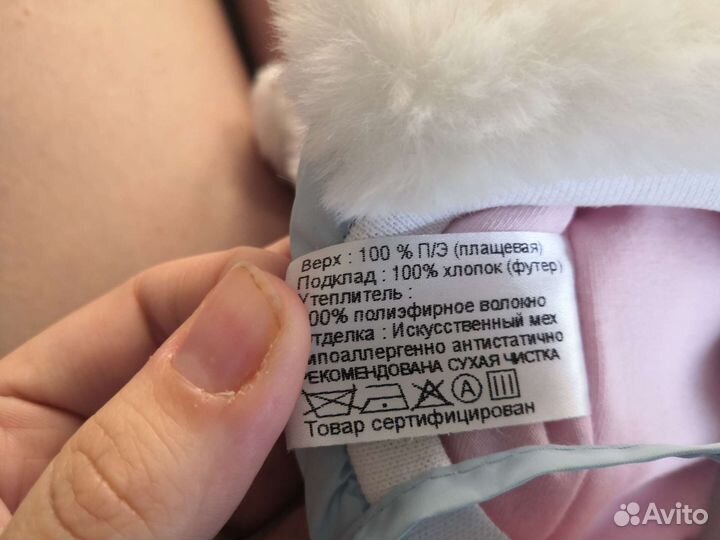 Верх : 100 % П/Э (плащевая)
Подклад : 100% хлопок (футер)
Утеплитель :
00% полиэфирное волокно
тделка : Искусственный мех
ипоаллергенно антистатично
РЕКОМЕНДОВАНА СУХАЯ ЧИСТКА
A
Товар сертифицирован
Avito